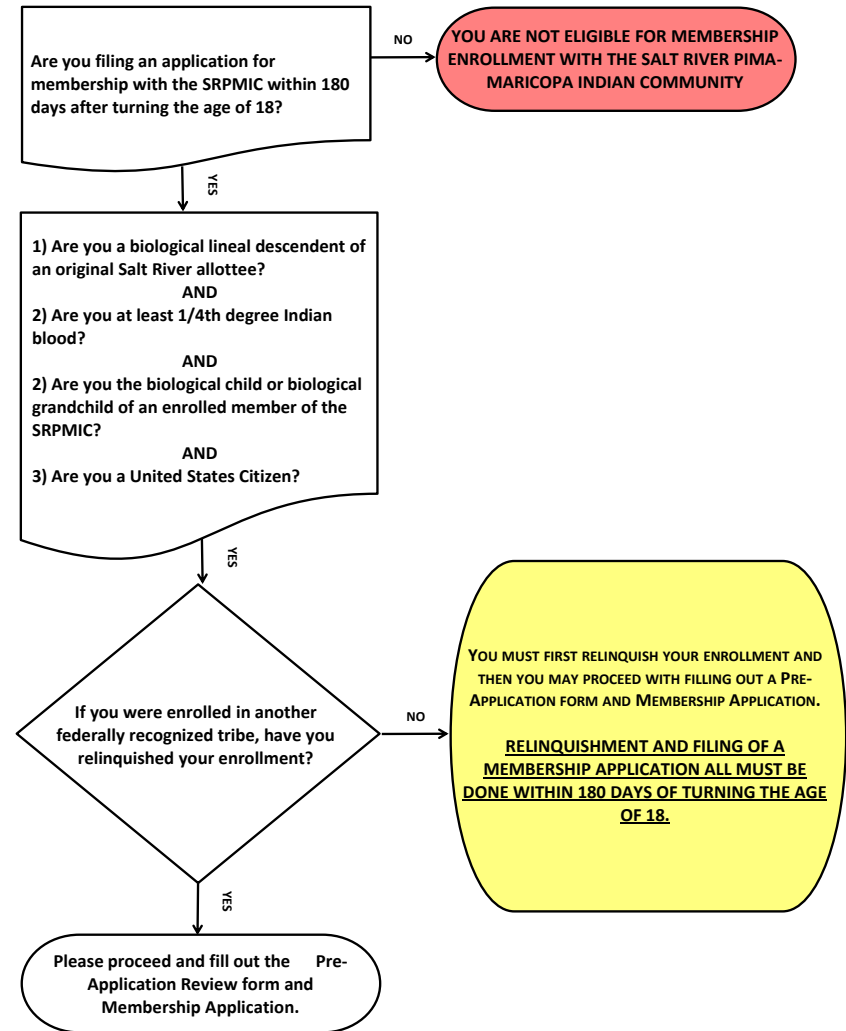 Are you filing an application for
membership with the SRPMIC within 180
days after turning the age of 18?
NO
YOU ARE NOT ELIGIBLE FOR MEMBERSHIP
ENROLLMENT WITH THE SALT RIVER PIMA-
MARICOPA INDIAN COMMUNITY
YES
1) Are you a biological lineal descendent of
an original Salt River allottee?
AND
2) Are you at least 1/4th degree Indian
blood?
AND
2) Are you the biological child or biological
grandchild of an enrolled member of the
SRPMIC?
AND
3) Are you a United States Citizen?
YES
If you were enrolled in another
federally recognized tribe, have you
relinquished your enrollment?
NO
YOU MUST FIRST RELINQUISH YOUR ENROLLMENT AND
THEN YOU MAY PROCEED WITH FILLING OUT A PRE-
APPLICATION FORM AND MEMBERSHIP APPLICATION.
RELINQUISHMENT AND FILING OF A
MEMBERSHIP APPLICATION ALL MUST BE
DONE WITHIN 180 DAYS OF TURNING THE AGE
OF 18.
YES
Please proceed and fill out the Pre-
Application Review form and
Membership Application.